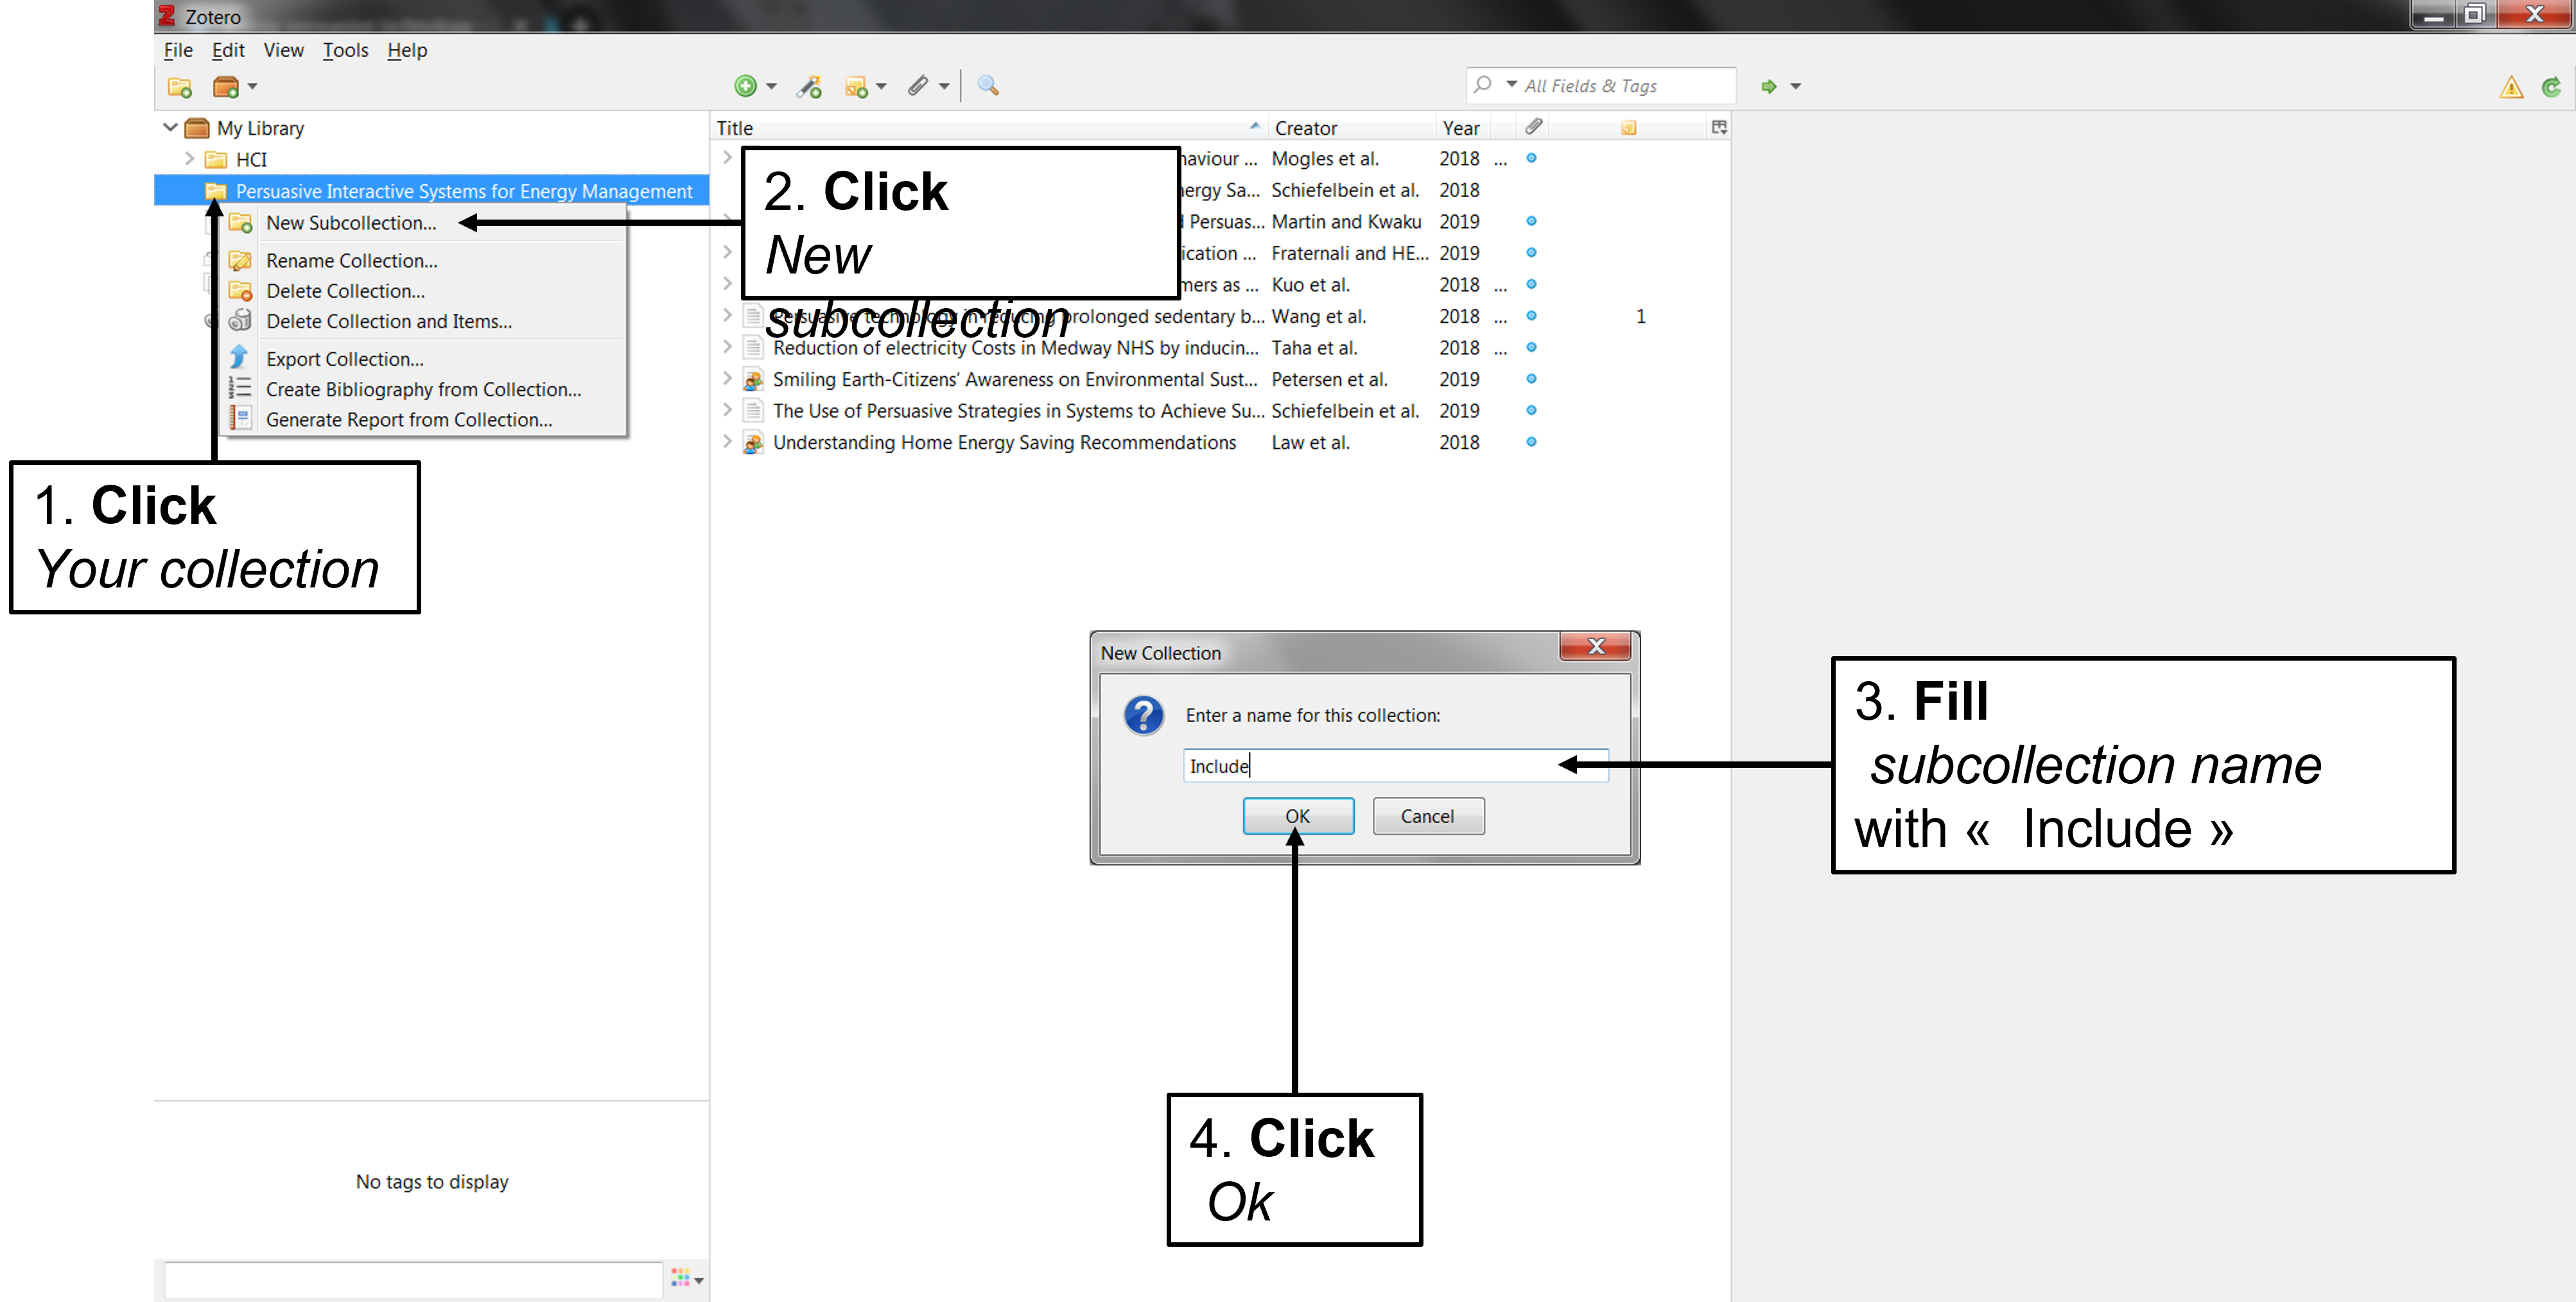 Zotero
File Edit View Tools Help
All Fields & Tags
My Library
HCI
Persuasive Interactive Systems for Energy Management
New Subcollection...
Rename Collection...
Delete Collection...
Delete Collection and Items...
Export Collection...
Create Bibliography from Collection...
Generate Report from Collection...
1. Click
Your collection
No tags to display
Title Creator Year
haviour ... Mogles et al. 2018 ...
nergy Sa... Schiefelbein et al. 2018
Persuas... Martin and Kwaku 2019
ication ... Fraternali and HE... 2019
mers as ... Kuo et al. 2018 ...
Persuasive technology in reducing prolonged sedentary b... Wang et al. 2018 ... 1
Reduction of electricity Costs in Medway NHS by inducin... Taha et al. 2018 ...
Smiling Earth-Citizens' Awareness on Environmental Sust... Petersen et al. 2019
The Use of Persuasive Strategies in Systems to Achieve Su... Schiefelbein et al. 2019
Understanding Home Energy Saving Recommendations Law et al. 2018
2. Click
New
subcollection
New Collection
Enter a name for this collection:
Include
OK Cancel
3. Fill
subcollection name
with « Include »
4. Click
Ok